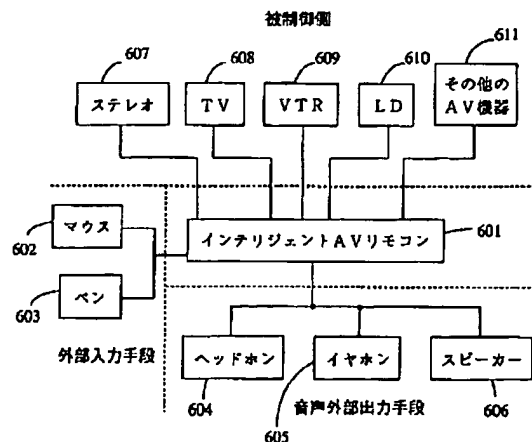 被制御側
607
608
609
610
611
ステレオ
TV
VTR
LD
その他の
AV機器
マウス
602
インテリジェントAVリモコン
601
ペン
603
外部入力手段
ヘッドホン
イヤホン
スピーカー
604
音声外部出力手段
606
605